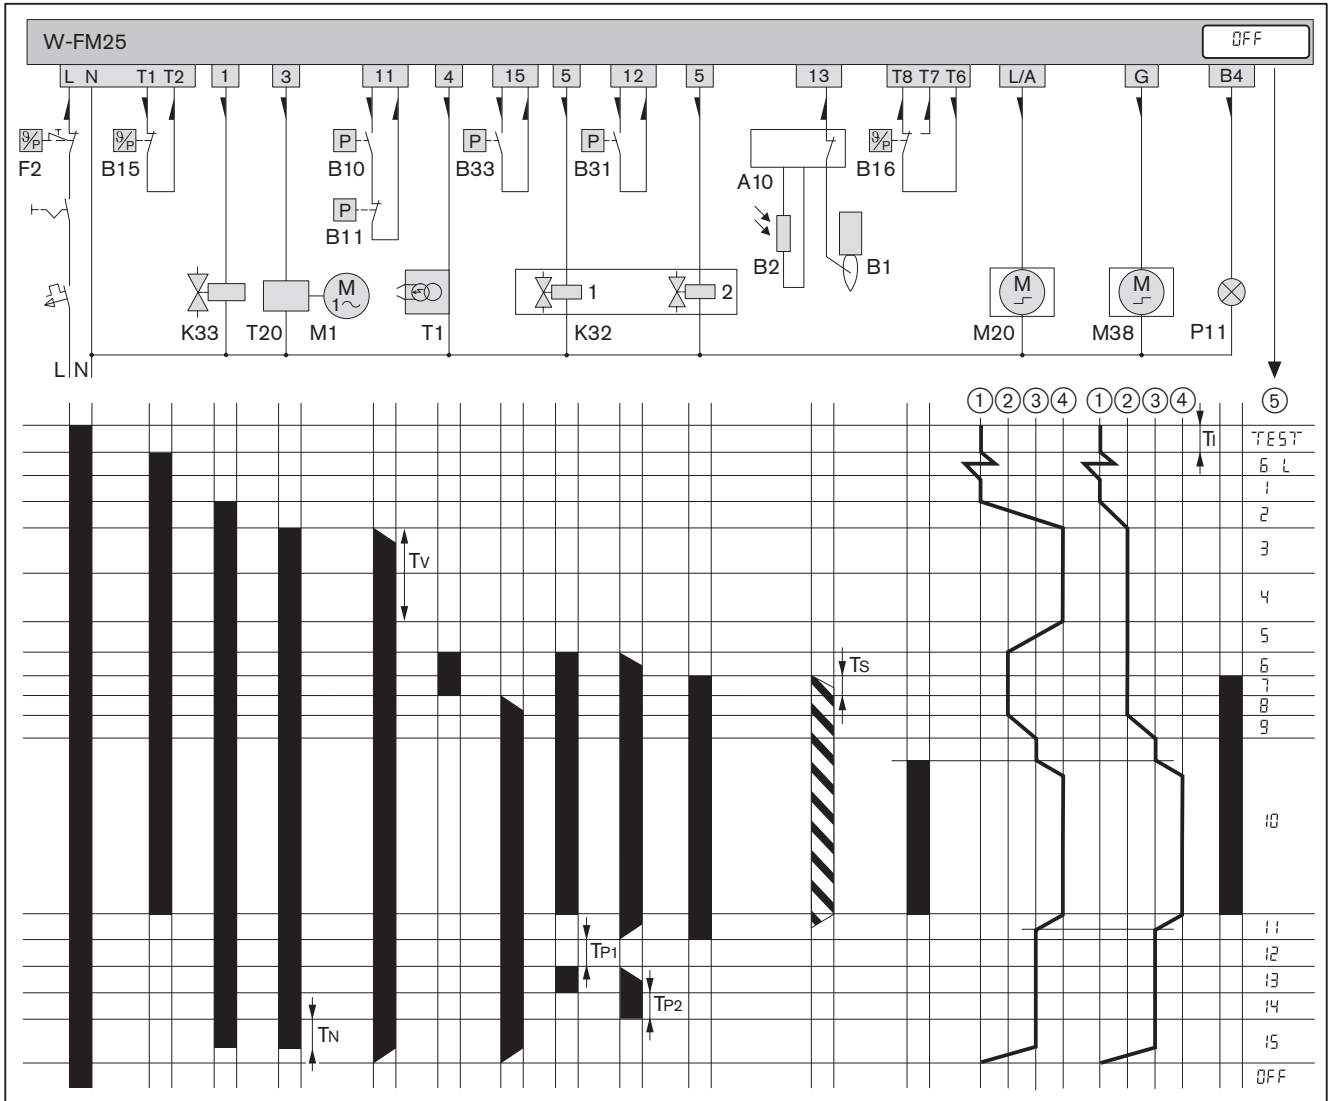 W-FM25
OFF
L N T1 T2 1 3 11 4 15 5 12 5 13 T8 T7 T6 L/A G B4
ϑ/P P P P ϑ/P
F2 B15 B10 B33 B31 A10 B16
P
B11
B2 B1
M 1~ 1 2 M M
K33 T20 M1 T1 K32 M20 M38 P11
L N
① ② ③ ④ ① ② ③ ④ ⑤
TI TEST
6 L
1
2
TV 3
4
5
TS 6
7
8
9
10
11
TP1 12
13
TP2 14
TN 15
OFF